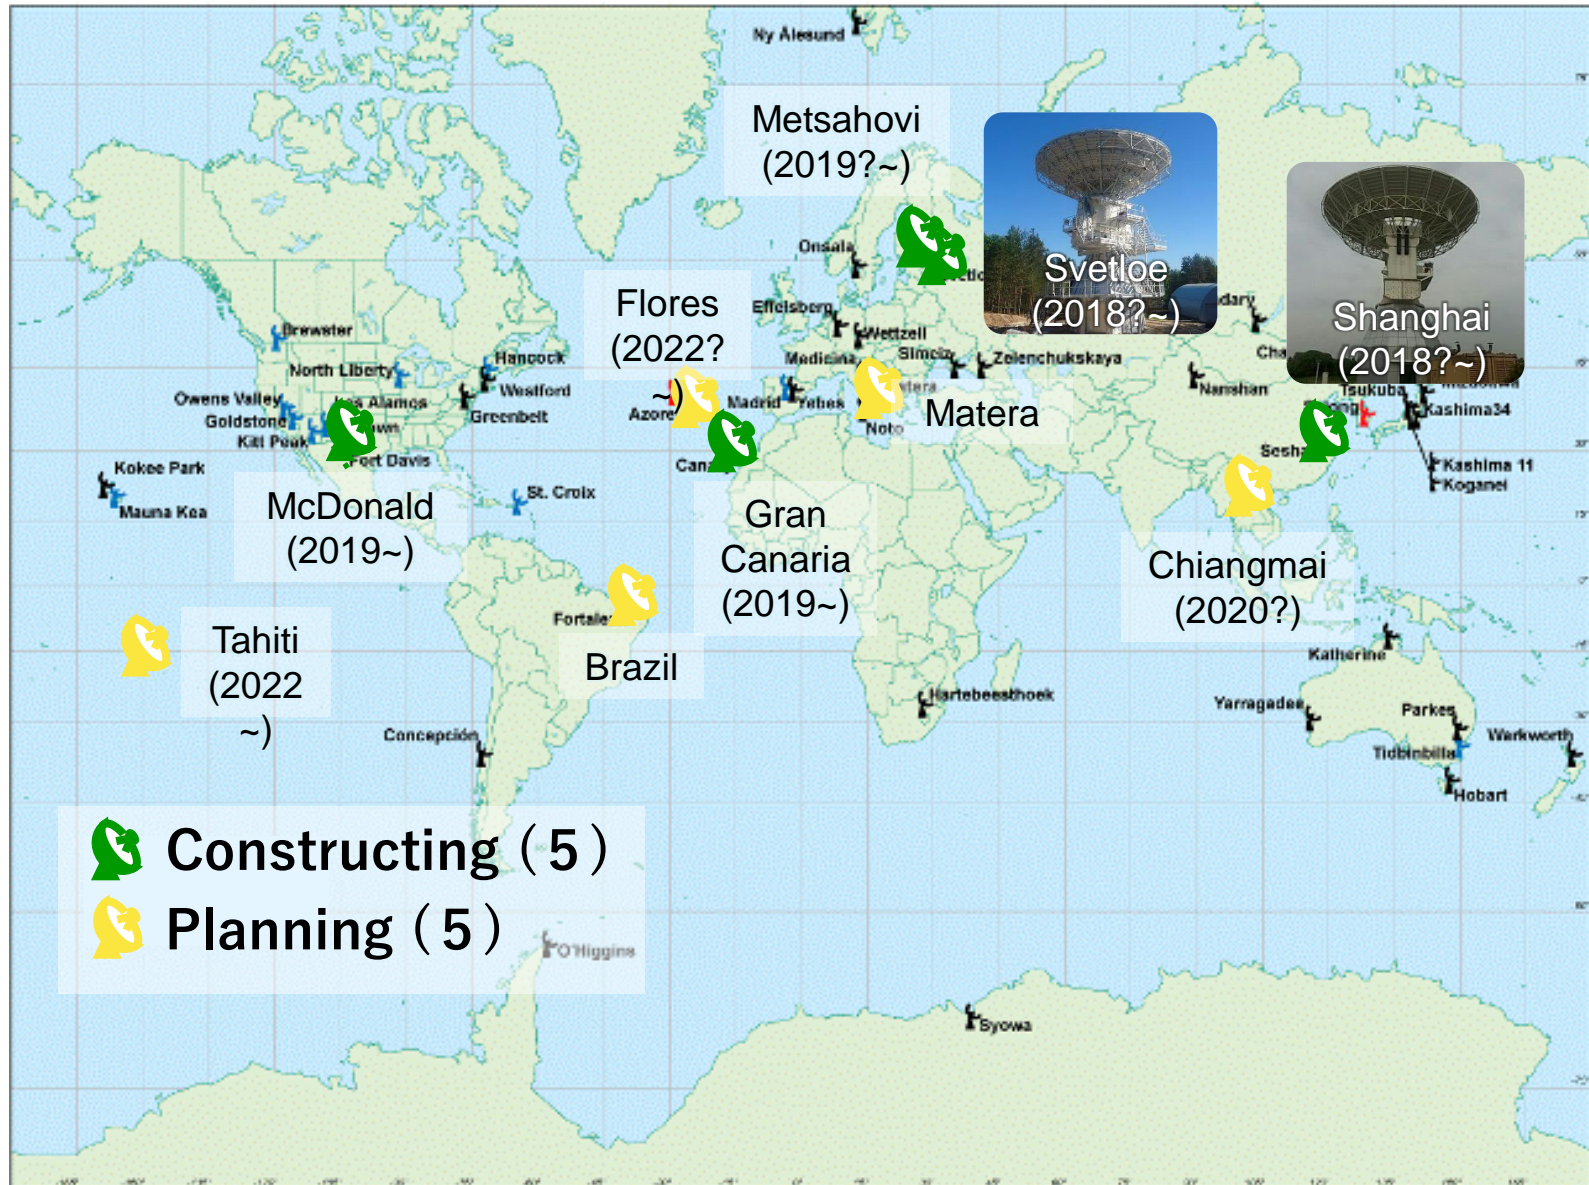 Ny Ålesund
Metsahovi
(2019?~)
Onsala
Svetloe
(2018?~)
Shanghai
(2018?~)
Flores
(2022?
~)
Effelsberg
Wettzell
Medicina
Simeiz
Zelenchukskaya
Brewster
Hancock
North Liberty
Westford
Owens Valley
Los Alamos
Greenbelt
Goldstone
Kitt Peak
Fort Davis
Madrid
Yebes
Matera
Noto
Nanshan
Tsukuba
Kashima34
Kashima 11
Koganei
Kokee Park
Mauna Kea
St. Croix
McDonald
(2019~)
Gran
Canaria
(2019~)
Chiangmai
(2020?)
Tahiti
(2022
~)
Brazil
Katherine
Hartebeesthoek
Yarragadee
Parkes
Warkworth
Concepción
Tidbinbilla
Hobart
Constructing (5)
Planning (5)
O'Higgins
Syowa